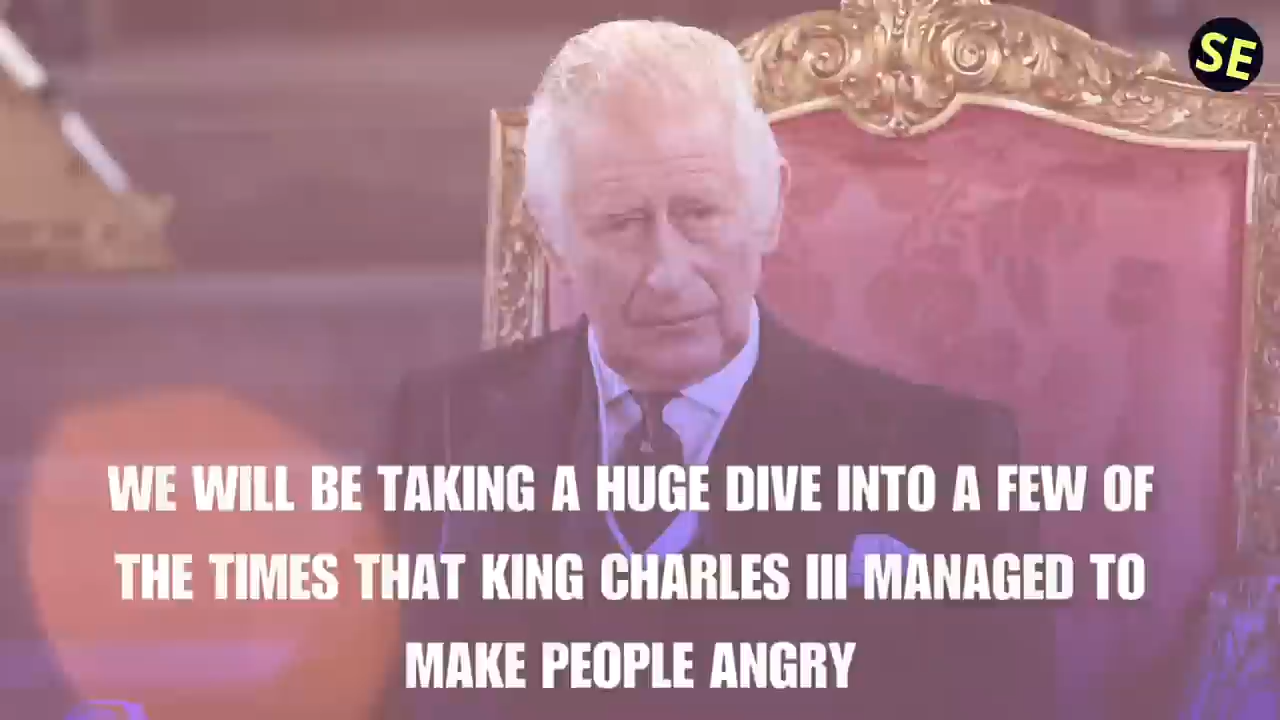 SE
WE WILL BE TAKING A HUGE DIVE INTO A FEW OF
THE TIMES THAT KING CHARLES III MANAGED TO
MAKE PEOPLE ANGRY